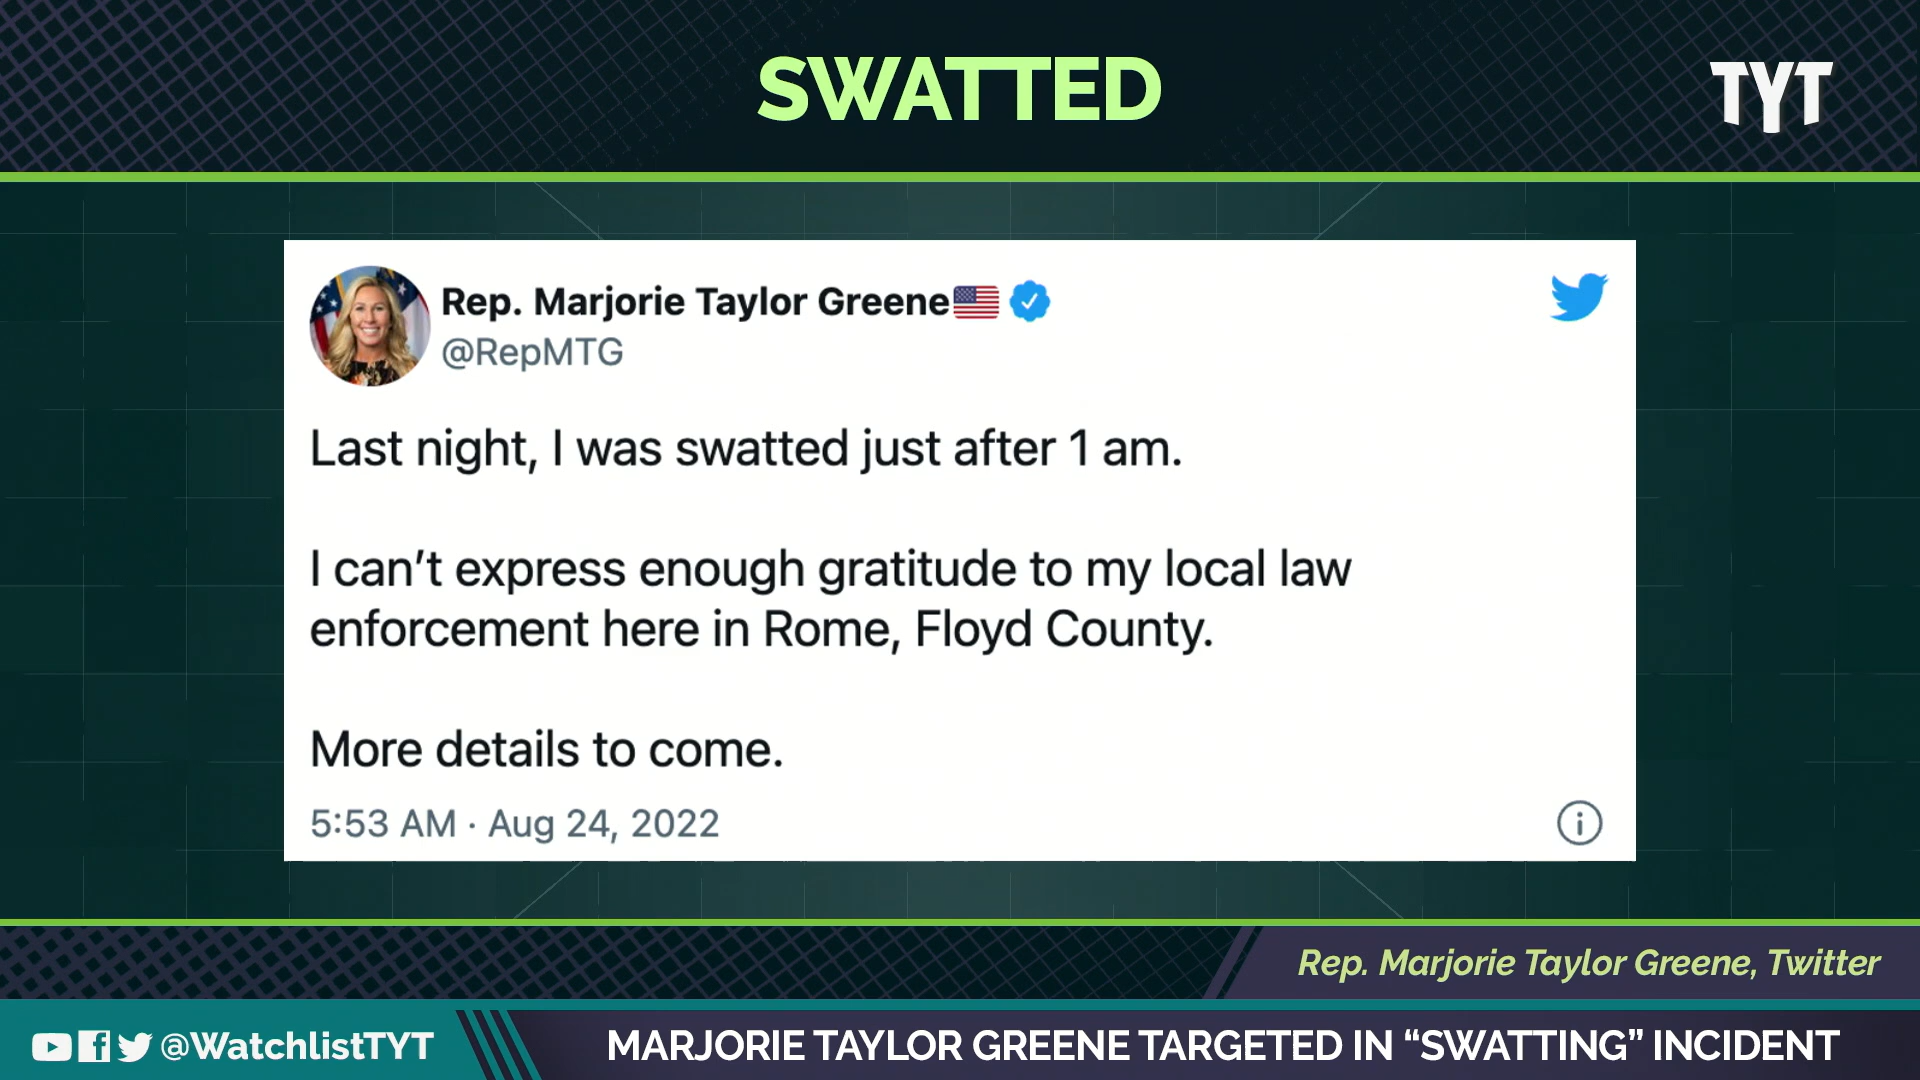 SWATTED
TYT
Rep. Marjorie Taylor Greene
@RepMTG
Last night, I was swatted just after 1 am.
I can’t express enough gratitude to my local law
enforcement here in Rome, Floyd County.
More details to come.
5:53 AM · Aug 24, 2022
Rep. Marjorie Taylor Greene, Twitter
@WatchlistTYT
MARJORIE TAYLOR GREENE TARGETED IN “SWATTING” INCIDENT